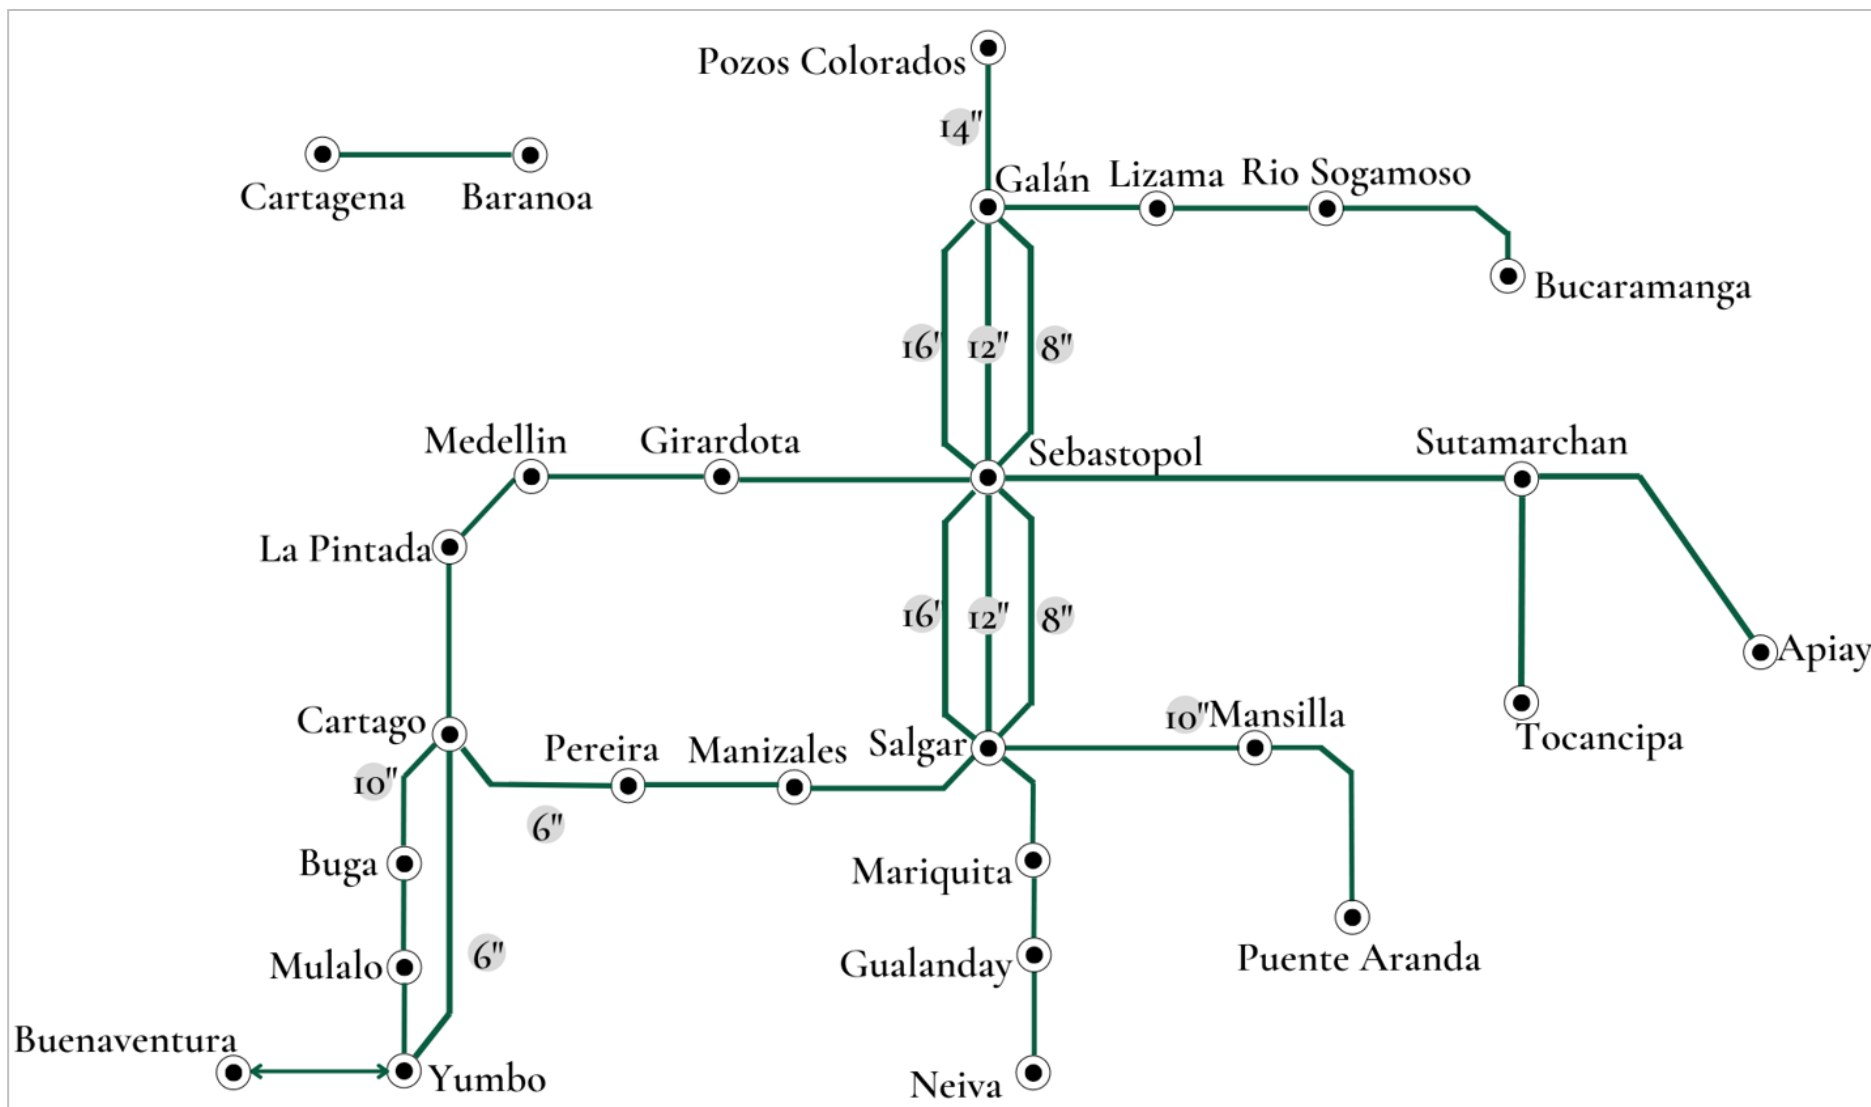 Pozos Colorados
14"
Cartagena
Baranoa
Galán
Lizama
Rio Sogamoso
Bucaramanga
16"
12"
8"
Medellin
Girardota
Sebastopol
Sutamarchan
La Pintada
16"
12"
8"
Apiay
Cartago
Pereira
Manizales
Salgar
10"
Mansilla
Tocancipa
10"
6"
Buga
Mariquita
Mulalo
6"
Gualanday
Puente Aranda
Buenaventura
Yumbo
Neiva